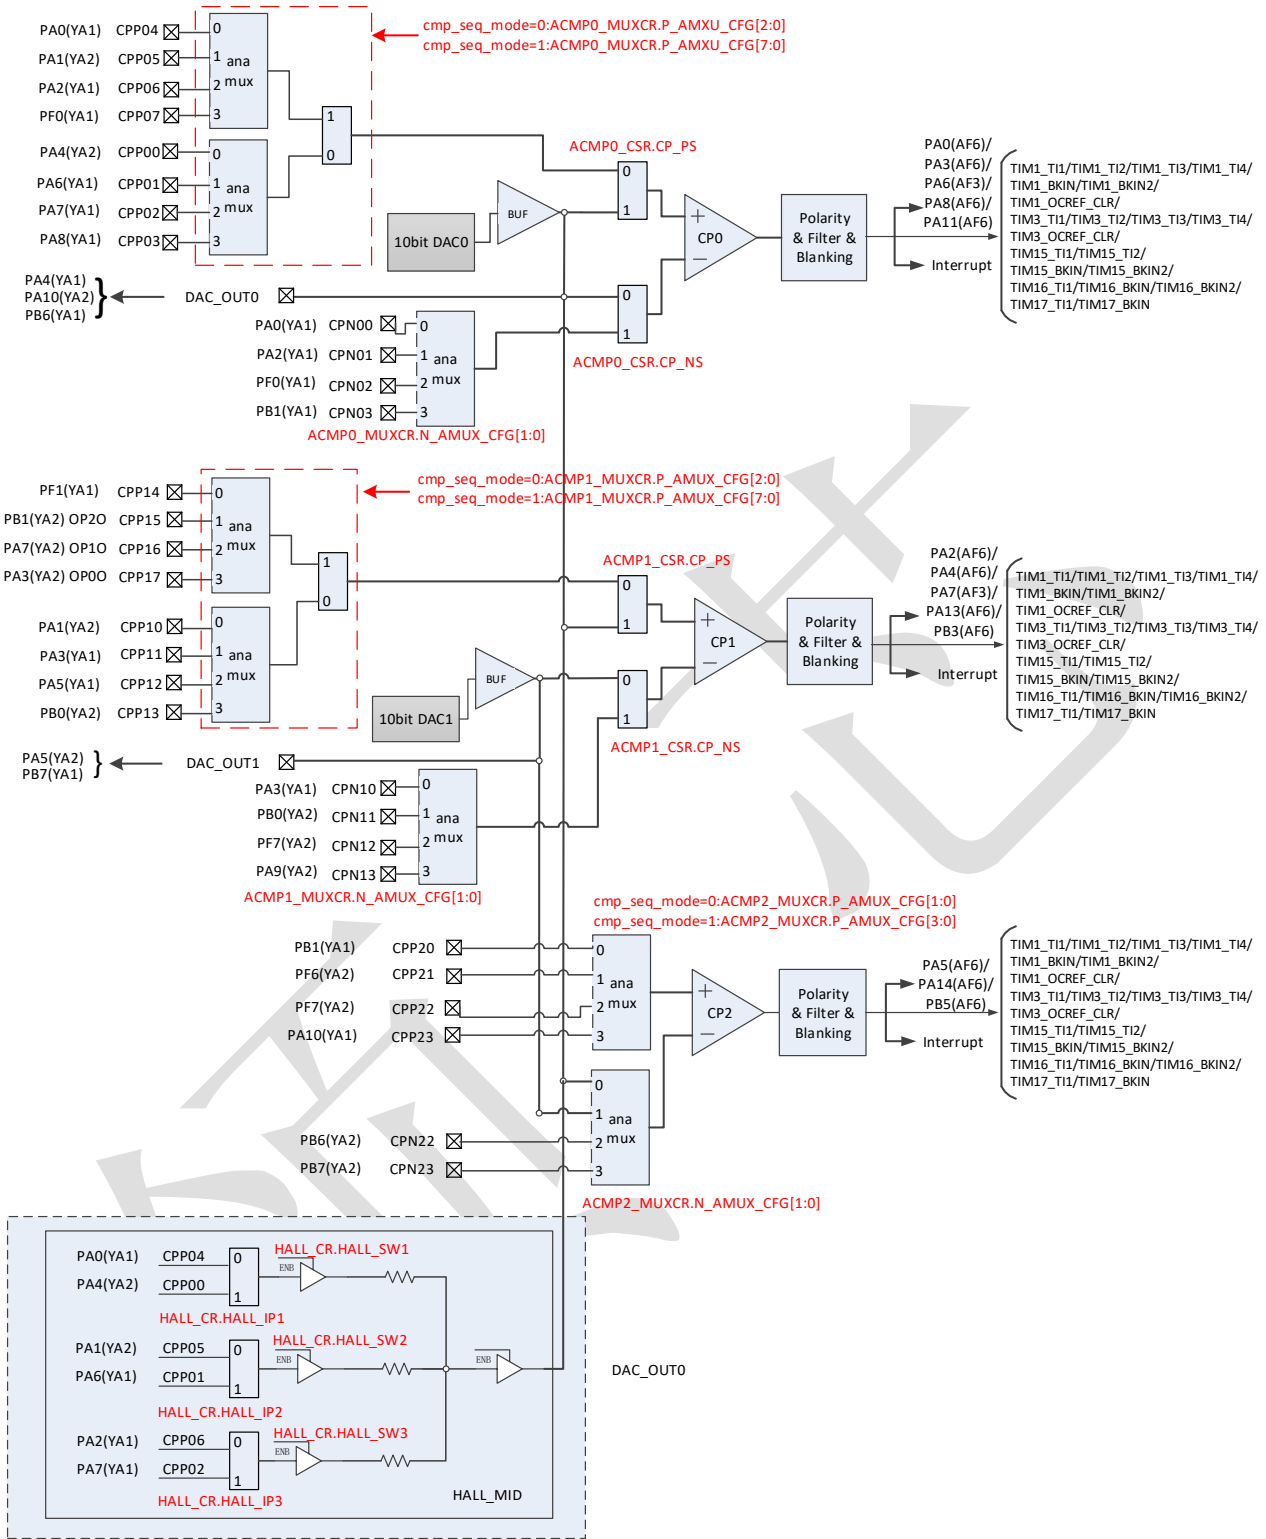 cmp_seq_mode=0:ACMP0_MUXCR.P_AMXU_CFG[2:0]
cmp_seq_mode=1:ACMP0_MUXCR.P_AMXU_CFG[7:0]
PA0(YA1) CPP04 0
PA1(YA2) CPP05 1 ana
PA2(YA1) CPP06 2 mux
PF0(YA1) CPP07 3
1
0
PA4(YA2) CPP00 0
PA6(YA1) CPP01 1 ana
PA7(YA1) CPP02 2 mux
PA8(YA1) CPP03 3
ACMP0_CSR.CP_PS
0
1
BUF
10bit DAC0
+
CP0
−
Polarity
& Filter &
Blanking
PA0(AF6)/
PA3(AF6)/
PA6(AF3)/
PA8(AF6)/
PA11(AF6)
Interrupt
TIM1_TI1/TIM1_TI2/TIM1_TI3/TIM1_TI4/
TIM1_BKIN/TIM1_BKIN2/
TIM1_OCREF_CLR/
TIM3_TI1/TIM3_TI2/TIM3_TI3/TIM3_TI4/
TIM3_OCREF_CLR/
TIM15_TI1/TIM15_TI2/
TIM15_BKIN/TIM15_BKIN2/
TIM16_TI1/TIM16_BKIN/TIM16_BKIN2/
TIM17_TI1/TIM17_BKIN
PA4(YA1)
PA10(YA2)
PB6(YA1)
} DAC_OUT0
0
1
ACMP0_CSR.CP_NS
PA0(YA1) CPN00 0
PA2(YA1) CPN01 1 ana
PF0(YA1) CPN02 2 mux
PB1(YA1) CPN03 3
ACMP0_MUXCR.N_AMUX_CFG[1:0]
cmp_seq_mode=0:ACMP1_MUXCR.P_AMUX_CFG[2:0]
cmp_seq_mode=1:ACMP1_MUXCR.P_AMUX_CFG[7:0]
PF1(YA1) CPP14 0
PB1(YA2) OP2O CPP15 1 ana
PA7(YA2) OP1O CPP16 2 mux
PA3(YA2) OP0O CPP17 3
1
0
PA1(YA2) CPP10 0
PA3(YA1) CPP11 1 ana
PA5(YA1) CPP12 2 mux
PB0(YA2) CPP13 3
ACMP1_CSR.CP_PS
0
1
BUF
10bit DAC1
+
CP1
−
Polarity
& Filter &
Blanking
PA2(AF6)/
PA4(AF6)/
PA7(AF3)/
PA13(AF6)/
PB3(AF6)
Interrupt
TIM1_TI1/TIM1_TI2/TIM1_TI3/TIM1_TI4/
TIM1_BKIN/TIM1_BKIN2/
TIM1_OCREF_CLR/
TIM3_TI1/TIM3_TI2/TIM3_TI3/TIM3_TI4/
TIM3_OCREF_CLR/
TIM15_TI1/TIM15_TI2/
TIM15_BKIN/TIM15_BKIN2/
TIM16_TI1/TIM16_BKIN/TIM16_BKIN2/
TIM17_TI1/TIM17_BKIN
0
1
ACMP1_CSR.CP_NS
PA5(YA2)
PB7(YA1)
} DAC_OUT1
PA3(YA1) CPN10 0
PB0(YA2) CPN11 1 ana
PF7(YA2) CPN12 2 mux
PA9(YA2) CPN13 3
ACMP1_MUXCR.N_AMUX_CFG[1:0]
cmp_seq_mode=0:ACMP2_MUXCR.P_AMUX_CFG[1:0]
cmp_seq_mode=1:ACMP2_MUXCR.P_AMUX_CFG[3:0]
PB1(YA1) CPP20 0
PF6(YA2) CPP21 1 ana
PF7(YA2) CPP22 2 mux
PA10(YA1) CPP23 3
+
CP2
−
Polarity
& Filter &
Blanking
PA5(AF6)/
PA14(AF6)/
PB5(AF6)
Interrupt
TIM1_TI1/TIM1_TI2/TIM1_TI3/TIM1_TI4/
TIM1_BKIN/TIM1_BKIN2/
TIM1_OCREF_CLR/
TIM3_TI1/TIM3_TI2/TIM3_TI3/TIM3_TI4/
TIM3_OCREF_CLR/
TIM15_TI1/TIM15_TI2/
TIM15_BKIN/TIM15_BKIN2/
TIM16_TI1/TIM16_BKIN/TIM16_BKIN2/
TIM17_TI1/TIM17_BKIN
0
1 ana
PB6(YA2) CPN22 2 mux
PB7(YA2) CPN23 3
ACMP2_MUXCR.N_AMUX_CFG[1:0]
HALL_CR.HALL_SW1
PA0(YA1) CPP04 0 ENB
PA4(YA2) CPP00 1
HALL_CR.HALL_IP1
HALL_CR.HALL_SW2
PA1(YA2) CPP05 0 ENB ENB
PA6(YA1) CPP01 1
DAC_OUT0
HALL_CR.HALL_IP2
HALL_CR.HALL_SW3
PA2(YA1) CPP06 0 ENB
PA7(YA1) CPP02 1
HALL_CR.HALL_IP3
HALL_MID